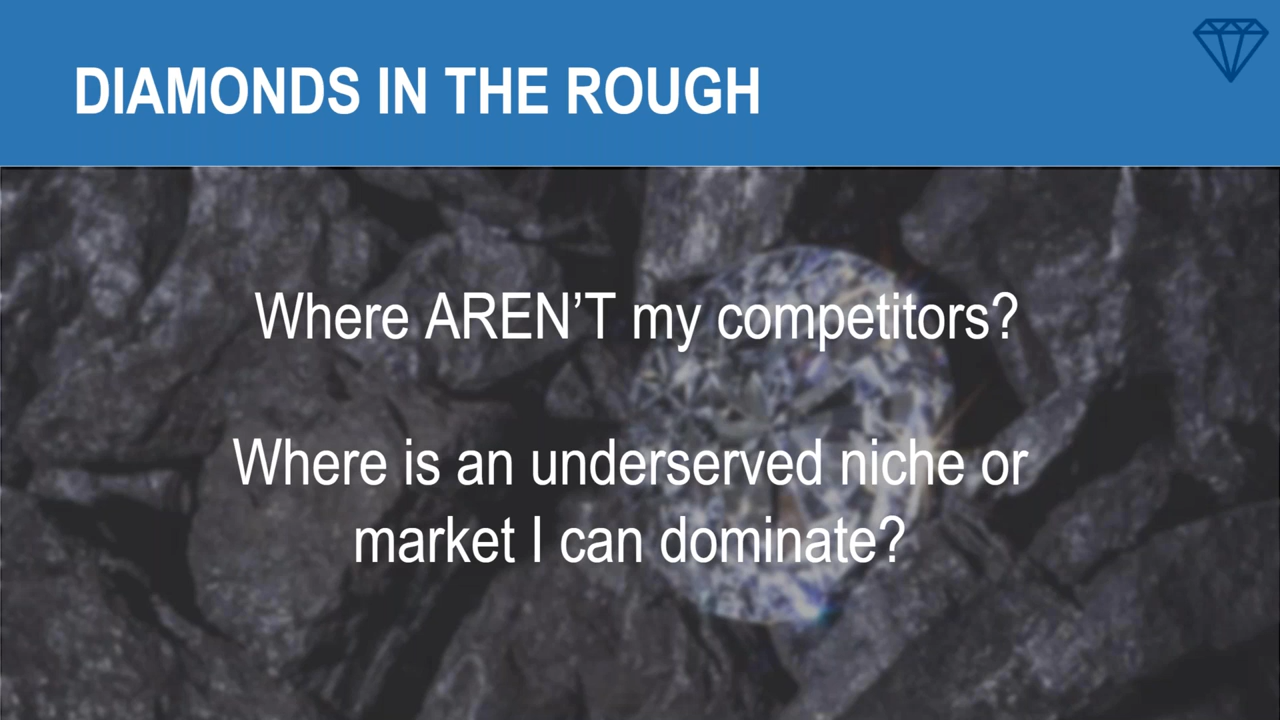 DIAMONDS IN THE ROUGH
Where AREN’T my competitors?
Where is an underserved niche or
market I can dominate?